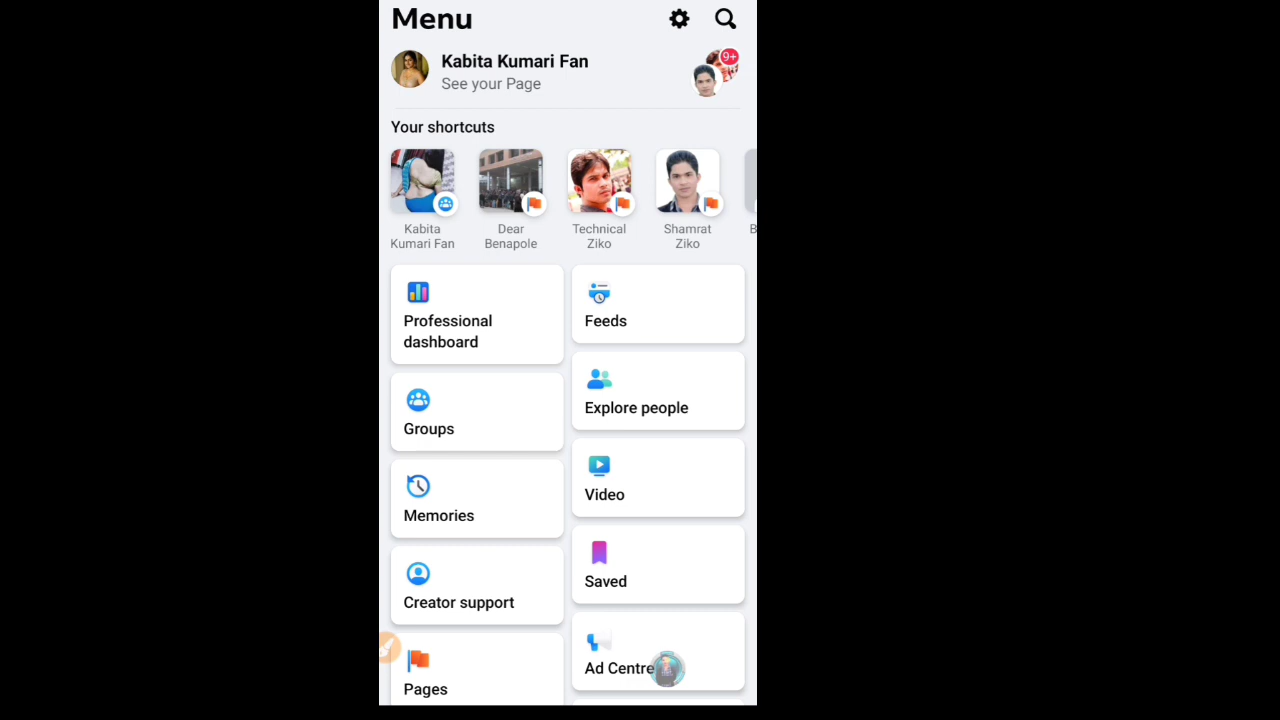 Menu
Kabita Kumari Fan
See your Page
9+
Your shortcuts
Kabita
Kumari Fan
Dear
Benapole
Technical
Ziko
Shamrat
Ziko
B
Professional
dashboard
Feeds
Explore people
Groups
Video
Memories
Saved
Creator support
Ad Centre
Pages